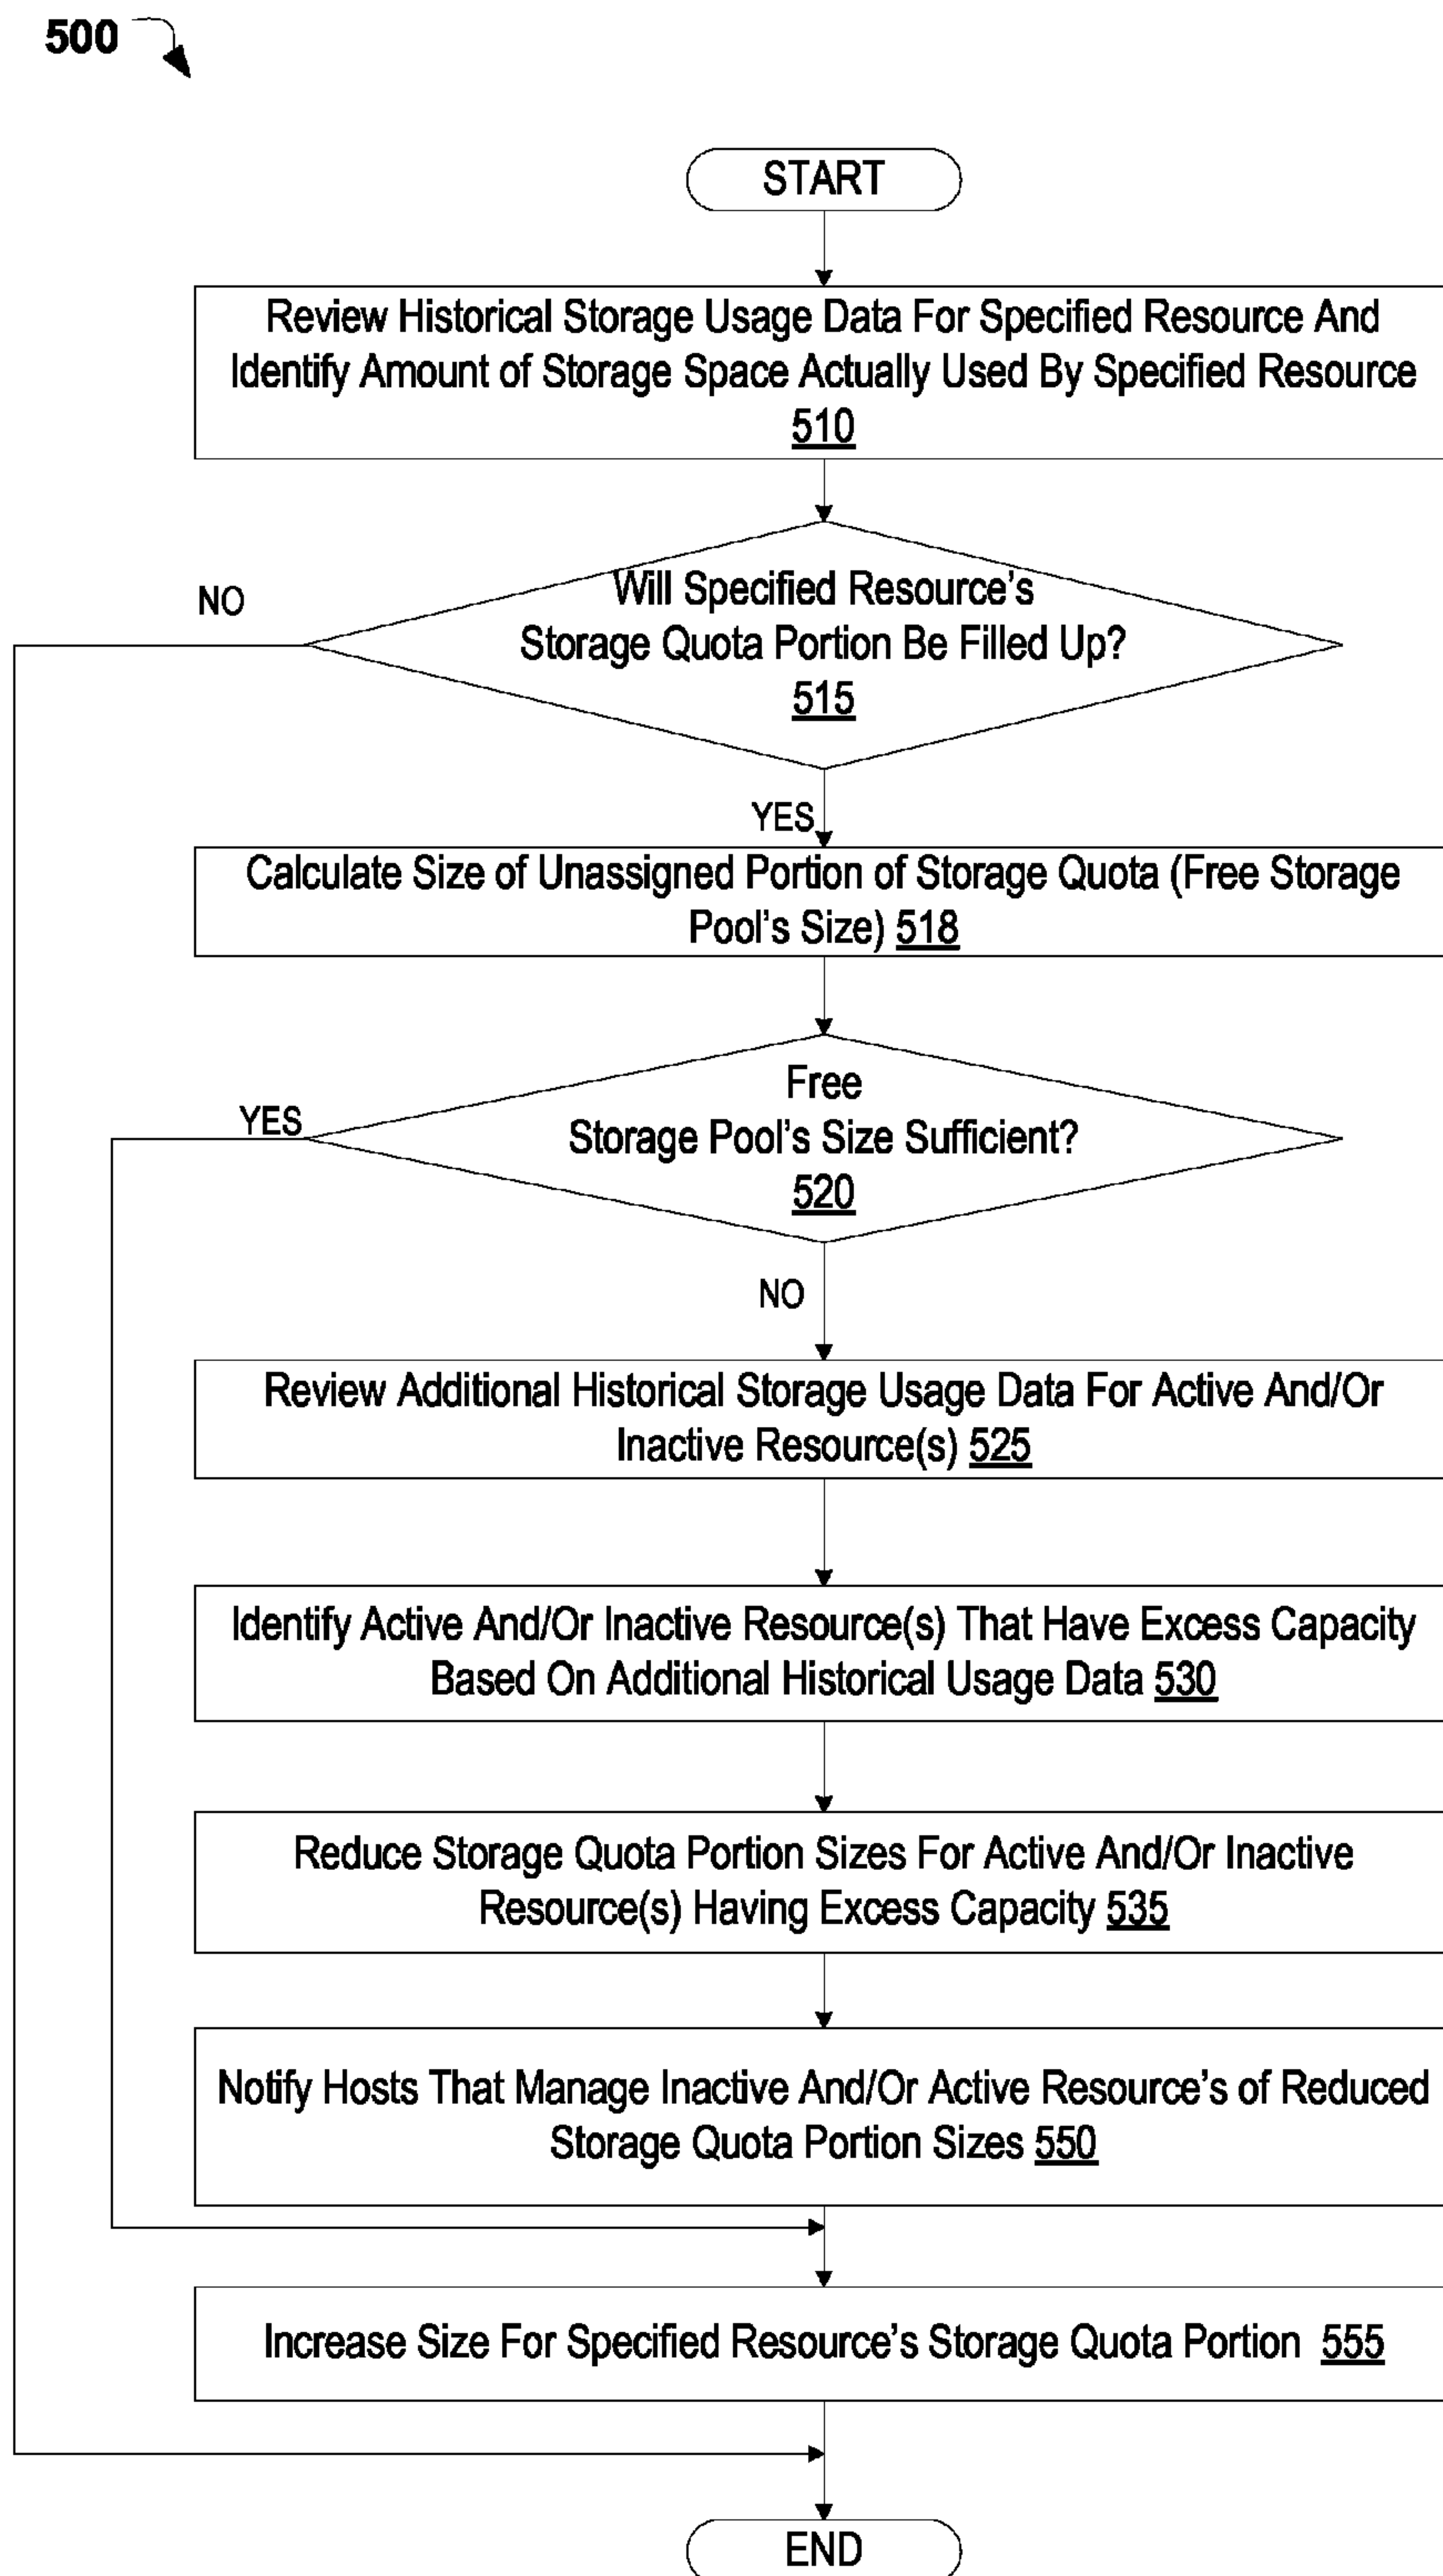 500
START
Review Historical Storage Usage Data For Specified Resource And
Identify Amount of Storage Space Actually Used By Specified Resource
510
NO
Will Specified Resource's
Storage Quota Portion Be Filled Up?
515
YES
Calculate Size of Unassigned Portion of Storage Quota (Free Storage
Pool's Size) 518
Free
YES
Storage Pool's Size Sufficient?
520
NO
Review Additional Historical Storage Usage Data For Active And/Or
Inactive Resource(s) 525
Identify Active And/Or Inactive Resource(s) That Have Excess Capacity
Based On Additional Historical Usage Data 530
Reduce Storage Quota Portion Sizes For Active And/Or Inactive
Resource(s) Having Excess Capacity 535
Notify Hosts That Manage Inactive And/Or Active Resource's of Reduced
Storage Quota Portion Sizes 550
Increase Size For Specified Resource's Storage Quota Portion 555
END